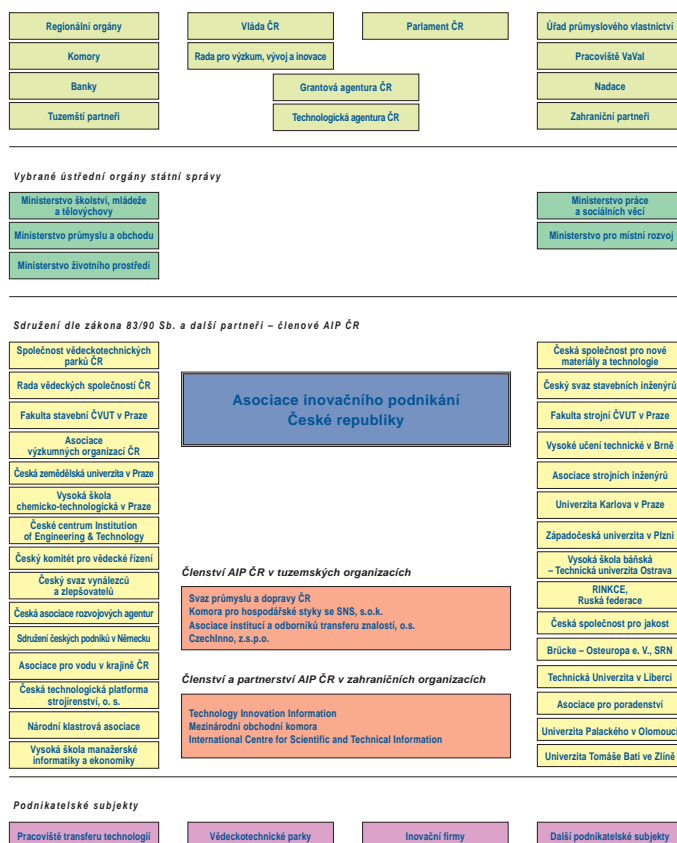 Regionální orgány
Vláda ČR
Parlament ČR
Úřad průmyslového vlastnictví
Komory
Rada pro výzkum, vývoj a inovace
Pracoviště VaVaI
Banky
Grantová agentura ČR
Nadace
Tuzemští partneři
Technologická agentura ČR
Zahraniční partneři
Vybrané ústřední orgány státní správy
Ministerstvo školství, mládeže
a tělovýchovy
Ministerstvo práce
a sociálních věcí
Ministerstvo průmyslu a obchodu
Ministerstvo pro místní rozvoj
Ministerstvo životního prostředí
Sdružení dle zákona 83/90 Sb. a další partneři – členové AIP ČR
Společnost vědeckotechnických
parků ČR
Rada vědeckých společností ČR
Fakulta stavební ČVUT v Praze
Asociace
výzkumných organizací ČR
Česká zemědělská univerzita v Praze
Vysoká škola
chemicko-technologická v Praze
České centrum Institution
of Engineering & Technology
Český komitét pro vědecké řízení
Český svaz vynálezců
a zlepšovatelů
Česká asociace rozvojových agentur
Sdružení českých podniků v Německu
Asociace pro vodu v krajině ČR
Česká technologická platforma
strojírenství, o. s.
Národní klastrová asociace
Vysoká škola manažerské
informatiky a ekonomiky
Asociace inovačního podnikání
České republiky
Členství AIP ČR v tuzemských organizacích
Svaz průmyslu a dopravy ČR
Komora pro hospodářské styky se SNS, s.o.k.
Asociace institucí a odborníků transferu znalostí, o.s.
CzechInno, z.s.p.o.
Členství a partnerství AIP ČR v zahraničních organizacích
Technology Innovation Information
Mezinárodní obchodní komora
International Centre for Scientific and Technical Information
Česká společnost pro nové
materiály a technologie
Český svaz stavebních inženýrů
Fakulta strojní ČVUT v Praze
Vysoké učení technické v Brně
Asociace strojních inženýrů
Univerzita Karlova v Praze
Západočeská univerzita v Plzni
Vysoká škola báňská
– Technická univerzita Ostrava
RINKCE,
Ruská federace
Česká společnost pro jakost
Brücke – Osteuropa e. V., SRN
Technická Univerzita v Liberci
Asociace pro poradenství
Univerzita Palackého v Olomouci
Univerzita Tomáše Bati ve Zlíně
Podnikatelské subjekty
Pracoviště transferu technologií
Vědeckotechnické parky
Inovační firmy
Další podnikatelské subjekty